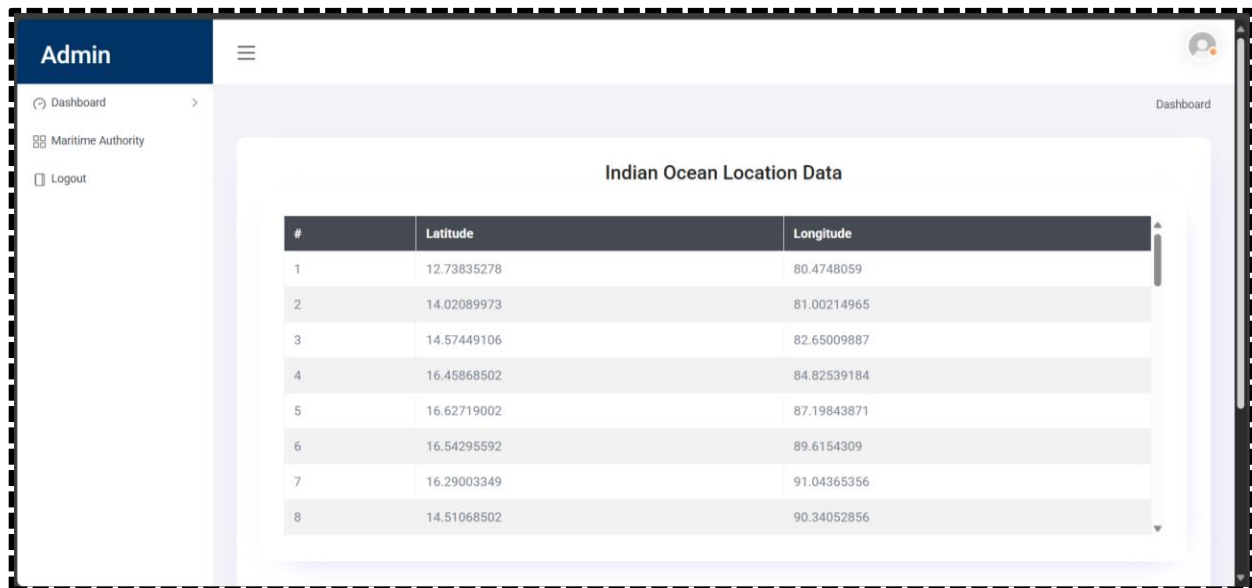 Admin
Dashboard
Maritime Authority
Logout
Dashboard
Indian Ocean Location Data
# Latitude Longitude
1 12.73835278 80.4748059
2 14.02089973 81.00214965
3 14.57449106 82.65009887
4 16.45868502 84.82539184
5 16.62719002 87.19843871
6 16.54295592 89.6154309
7 16.29003349 91.04365356
8 14.51068502 90.34052856